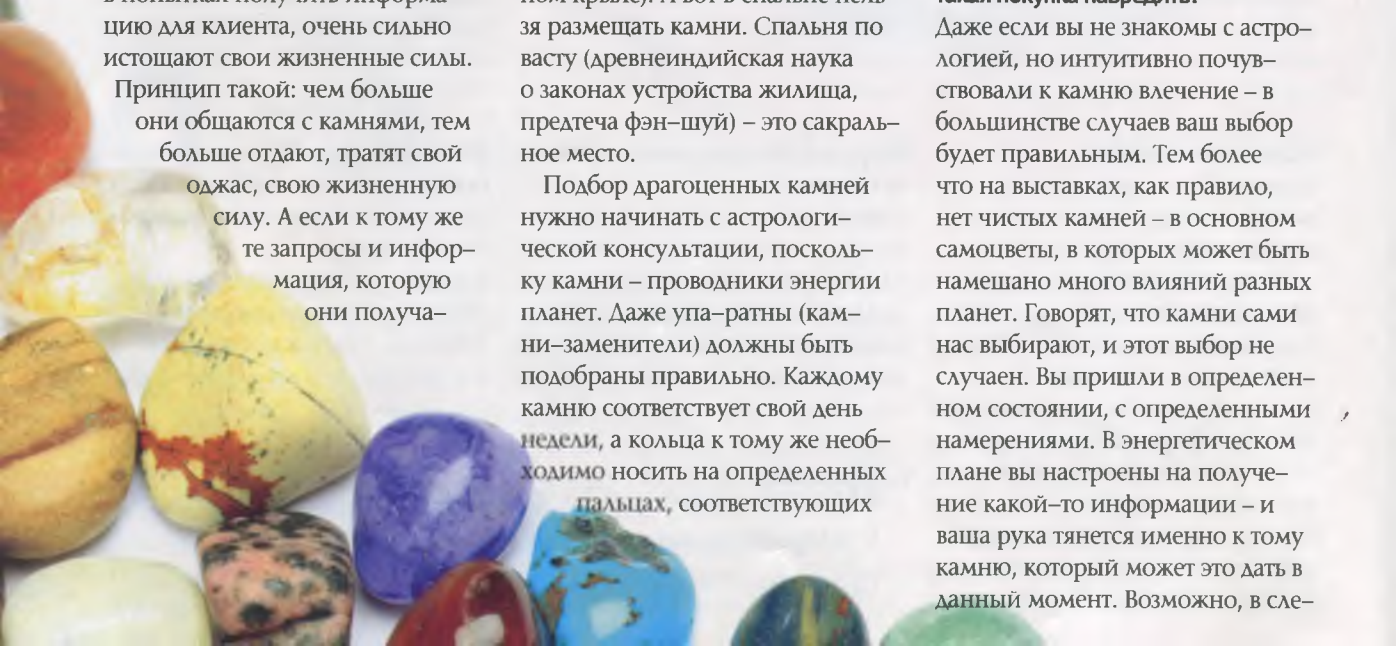 цию для клиента, очень сильно
истощают свои жизненные силы.
Принцип такой: чем больше
они общаются с камнями, тем
больше отдают, тратят свой
оджас, свою жизненную
силу. А если к тому же
те запросы и инфор–
мация, которую
они получа–
зя размещать камни. Спальня по
васту (древнеиндийская наука
о законах устройства жилища,
предтеча фэн–шуй) – это сакраль–
ное место.
Подбор драгоценных камней
нужно начинать с астрологи–
ческой консультации, посколь–
ку камни – проводники энергии
планет. Даже упа–ратны (кам–
ни–заменители) должны быть
подобраны правильно. Каждому
камню соответствует свой день
недели, а кольца к тому же необ–
ходимо носить на определенных
пальцах, соответствующих
Даже если вы не знакомы с астро–
логией, но интуитивно почув–
ствовали к камню влечение – в
большинстве случаев ваш выбор
будет правильным. Тем более
что на выставках, как правило,
нет чистых камней – в основном
самоцветы, в которых может быть
намешано много влияний разных
планет. Говорят, что камни сами
нас выбирают, и этот выбор не
случаен. Вы пришли в определен–
ном состоянии, с определенными
намерениями. В энергетическом
плане вы настроены на получе–
ние какой–то информации – и
ваша рука тянется именно к тому
камню, который может это дать в
данный момент. Возможно, в сле–